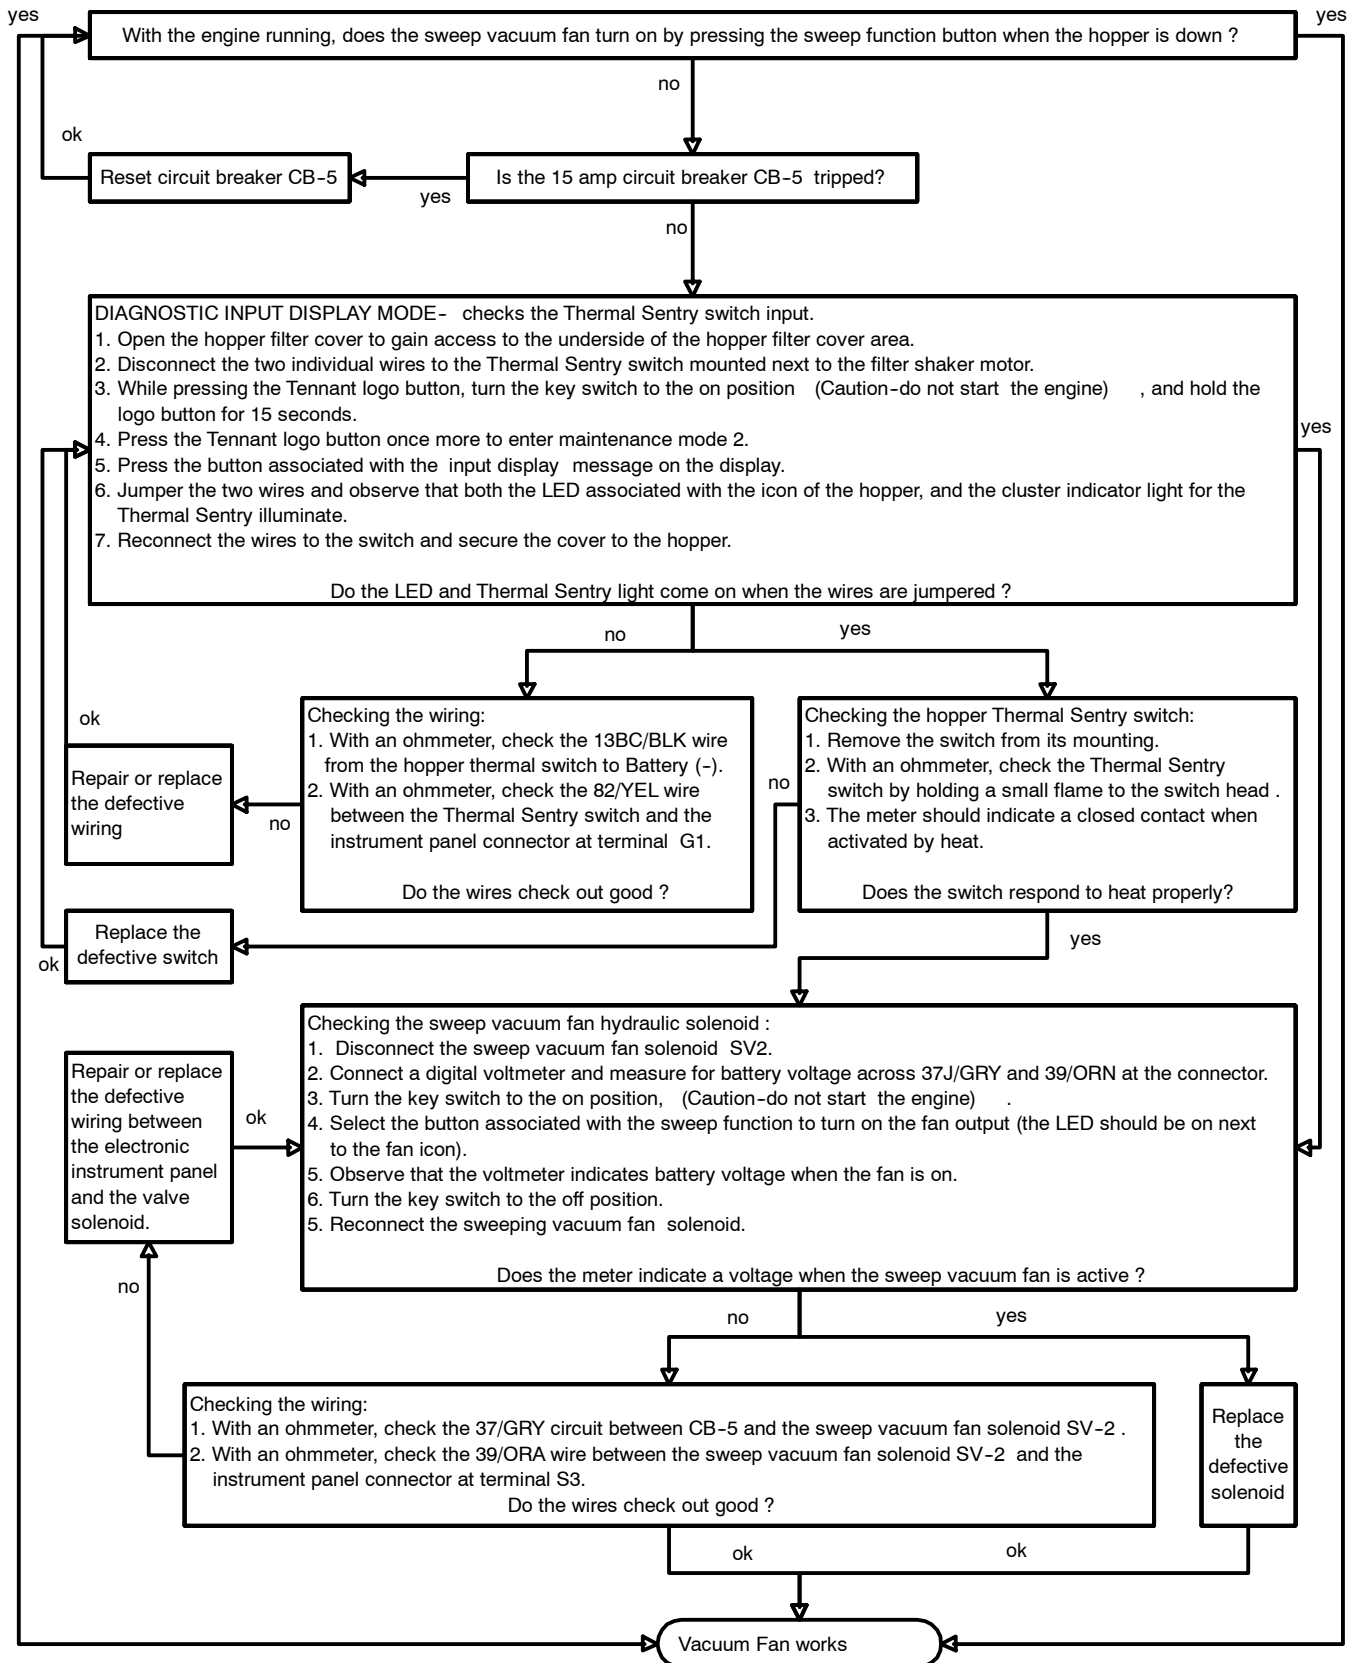 yes
yes
With the engine running, does the sweep vacuum fan turn on by pressing the sweep function button when the hopper is down ?
no
ok
Reset circuit breaker CB-5
yes
Is the 15 amp circuit breaker CB-5 tripped?
no
DIAGNOSTIC INPUT DISPLAY MODE- checks the Thermal Sentry switch input.
1. Open the hopper filter cover to gain access to the underside of the hopper filter cover area.
2. Disconnect the two individual wires to the Thermal Sentry switch mounted next to the filter shaker motor.
3. While pressing the Tennant logo button, turn the key switch to the on position (Caution-do not start the engine) , and hold the
logo button for 15 seconds.
4. Press the Tennant logo button once more to enter maintenance mode 2.
5. Press the button associated with the input display message on the display.
6. Jumper the two wires and observe that both the LED associated with the icon of the hopper, and the cluster indicator light for the
Thermal Sentry illuminate.
7. Reconnect the wires to the switch and secure the cover to the hopper.
Do the LED and Thermal Sentry light come on when the wires are jumpered ?
yes
no
yes
ok
Repair or replace
the defective
wiring
no
Checking the wiring:
1. With an ohmmeter, check the 13BC/BLK wire
from the hopper thermal switch to Battery (-).
2. With an ohmmeter, check the 82/YEL wire
between the Thermal Sentry switch and the
instrument panel connector at terminal G1.
Do the wires check out good ?
no
Checking the hopper Thermal Sentry switch:
1. Remove the switch from its mounting.
2. With an ohmmeter, check the Thermal Sentry
switch by holding a small flame to the switch head .
3. The meter should indicate a closed contact when
activated by heat.
Does the switch respond to heat properly?
Replace the
defective switch
ok
yes
Checking the sweep vacuum fan hydraulic solenoid :
1. Disconnect the sweep vacuum fan solenoid SV2.
2. Connect a digital voltmeter and measure for battery voltage across 37J/GRY and 39/ORN at the connector.
3. Turn the key switch to the on position, (Caution-do not start the engine) .
4. Select the button associated with the sweep function to turn on the fan output (the LED should be on next
to the fan icon).
5. Observe that the voltmeter indicates battery voltage when the fan is on.
6. Turn the key switch to the off position.
5. Reconnect the sweeping vacuum fan solenoid.
Does the meter indicate a voltage when the sweep vacuum fan is active ?
Repair or replace
the defective
wiring between
the electronic
instrument panel
and the valve
solenoid.
ok
no
no
yes
Checking the wiring:
1. With an ohmmeter, check the 37/GRY circuit between CB-5 and the sweep vacuum fan solenoid SV-2 .
2. With an ohmmeter, check the 39/ORA wire between the sweep vacuum fan solenoid SV-2 and the
instrument panel connector at terminal S3.
Do the wires check out good ?
Replace
the
defective
solenoid
ok
ok
Vacuum Fan works